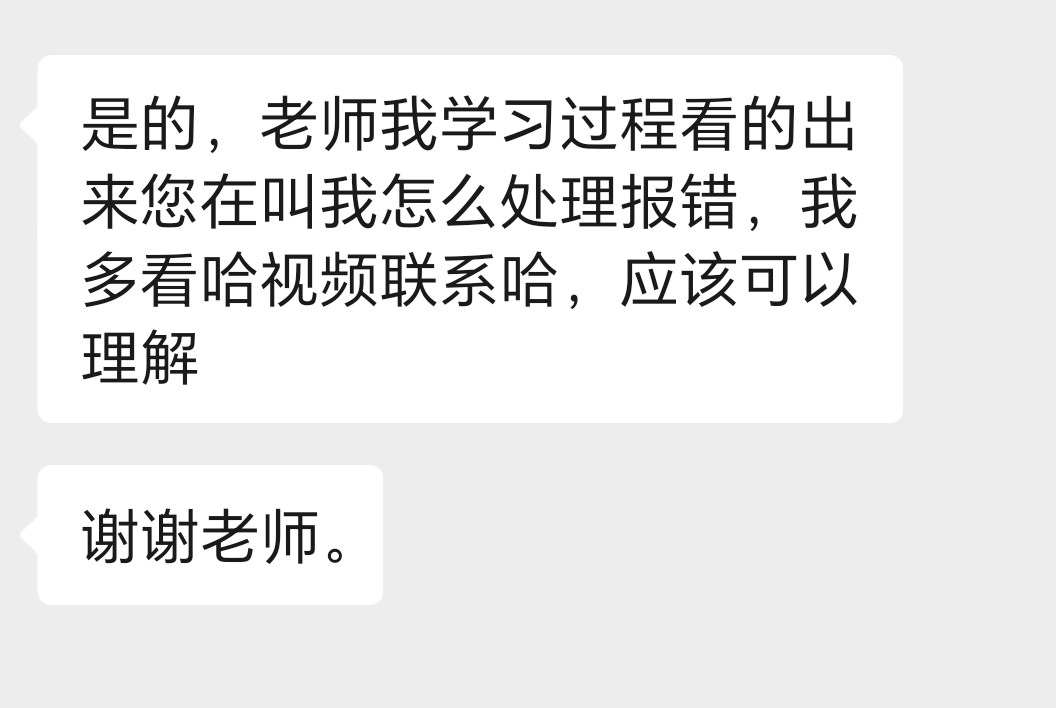 是的，老师我学习过程看的出
来您在叫我怎么处理报错，我
多看哈视频联系哈，应该可以
理解
谢谢老师。